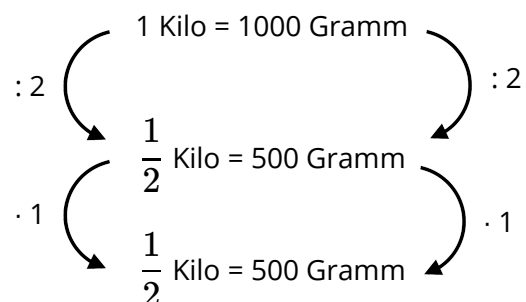 1 Kilo = 1000 Gramm
: 2 : 2
1/2 Kilo = 500 Gramm
· 1 · 1
1/2 Kilo = 500 Gramm